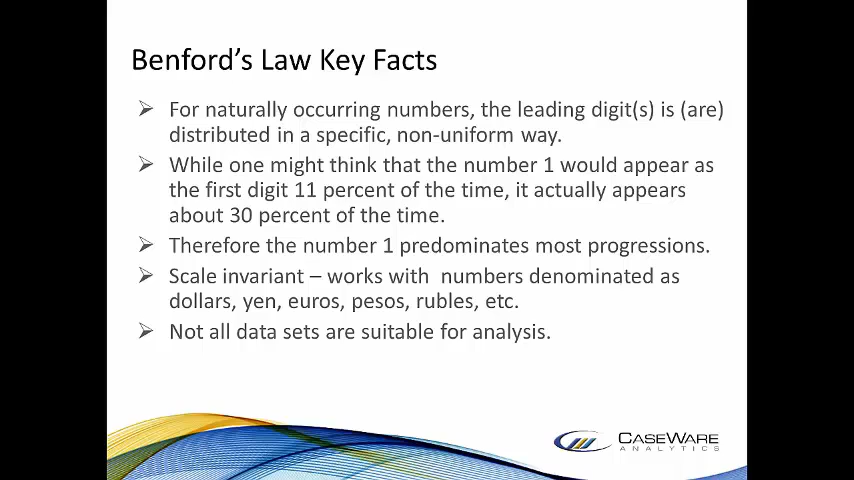 Benford's Law Key Facts
➢ For naturally occurring numbers, the leading digit(s) is (are)
distributed in a specific, non-uniform way.
➢ While one might think that the number 1 would appear as
the first digit 11 percent of the time, it actually appears
about 30 percent of the time.
➢ Therefore the number 1 predominates most progressions.
➢ Scale invariant – works with  numbers denominated as
dollars, yen, euros, pesos, rubles, etc.
➢ Not all data sets are suitable for analysis.
CASEWARE
ANALYTICS